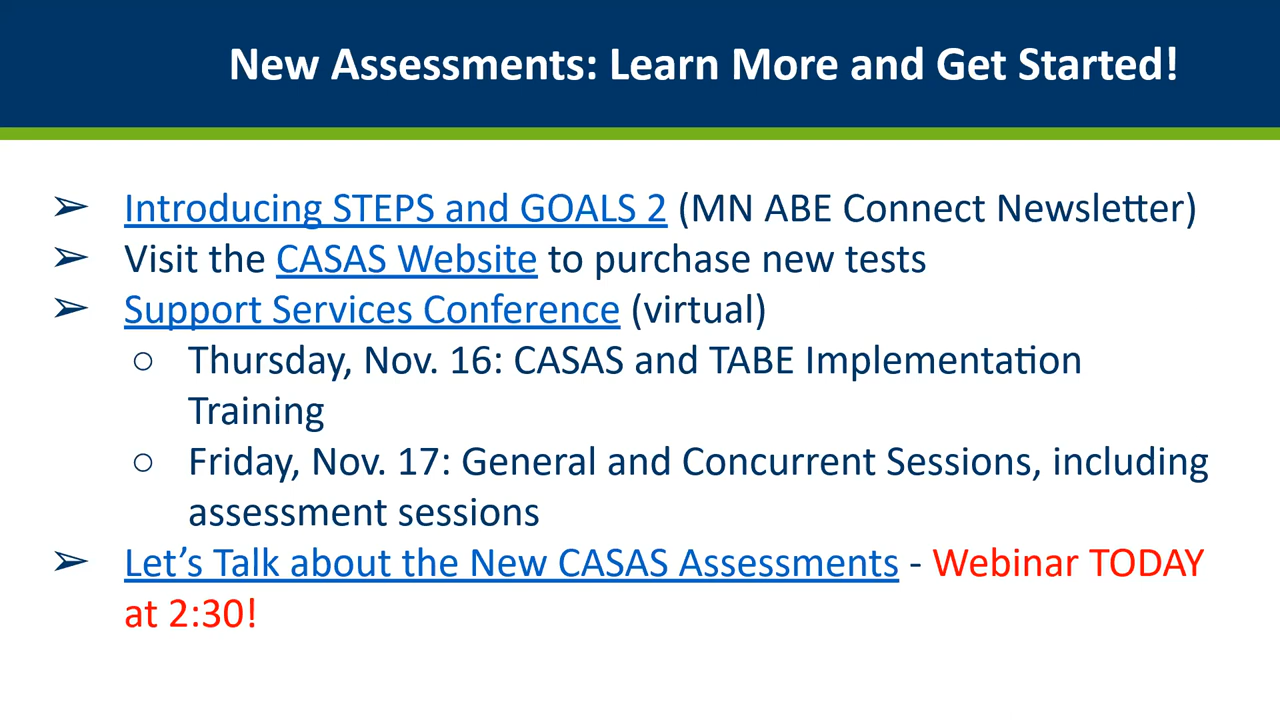 New Assessments: Learn More and Get Started!
➢ Introducing STEPS and GOALS 2 (MN ABE Connect Newsletter)
➢ Visit the CASAS Website to purchase new tests
➢ Support Services Conference (virtual)
○ Thursday, Nov. 16: CASAS and TABE Implementation
Training
○ Friday, Nov. 17: General and Concurrent Sessions, including
assessment sessions
➢ Let’s Talk about the New CASAS Assessments - Webinar TODAY
at 2:30!